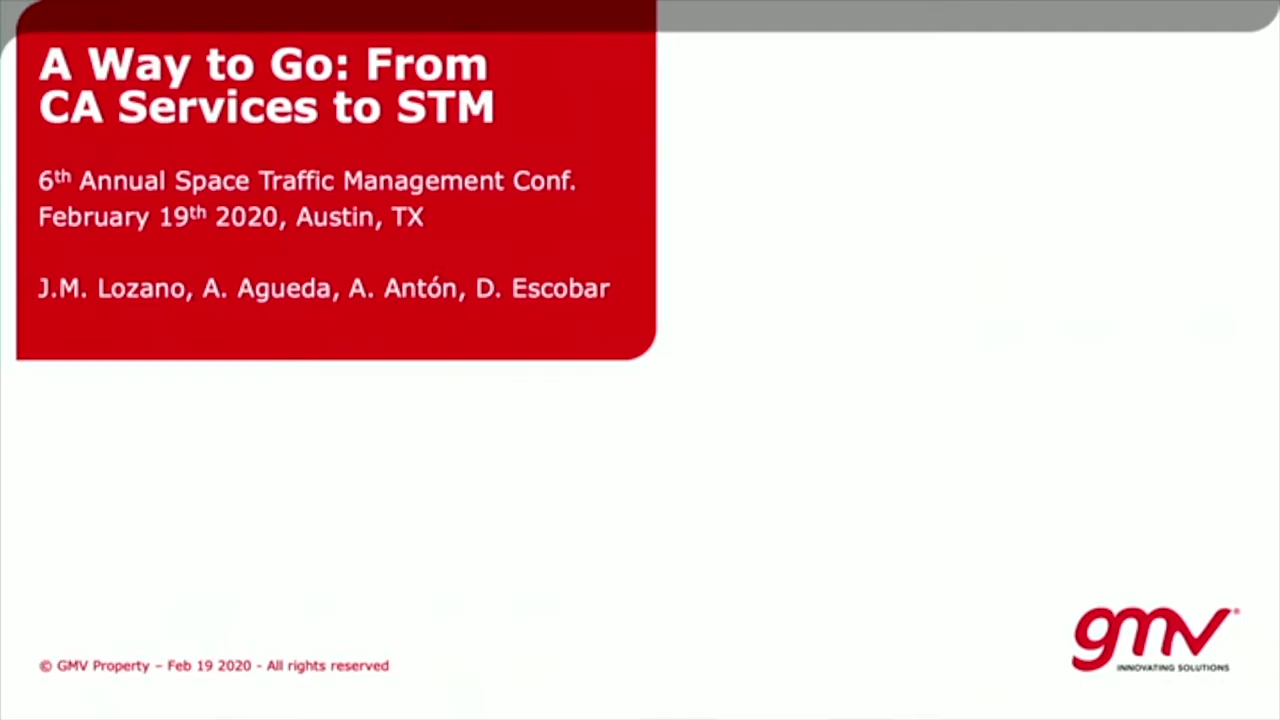 A Way to Go: From
CA Services to STM
6th Annual Space Traffic Management Conf.
February 19th 2020, Austin, TX
J.M. Lozano, A. Agueda, A. Antón, D. Escobar
gmv®
INNOVATING SOLUTIONS
© GMV Property – Feb 19 2020 - All rights reserved